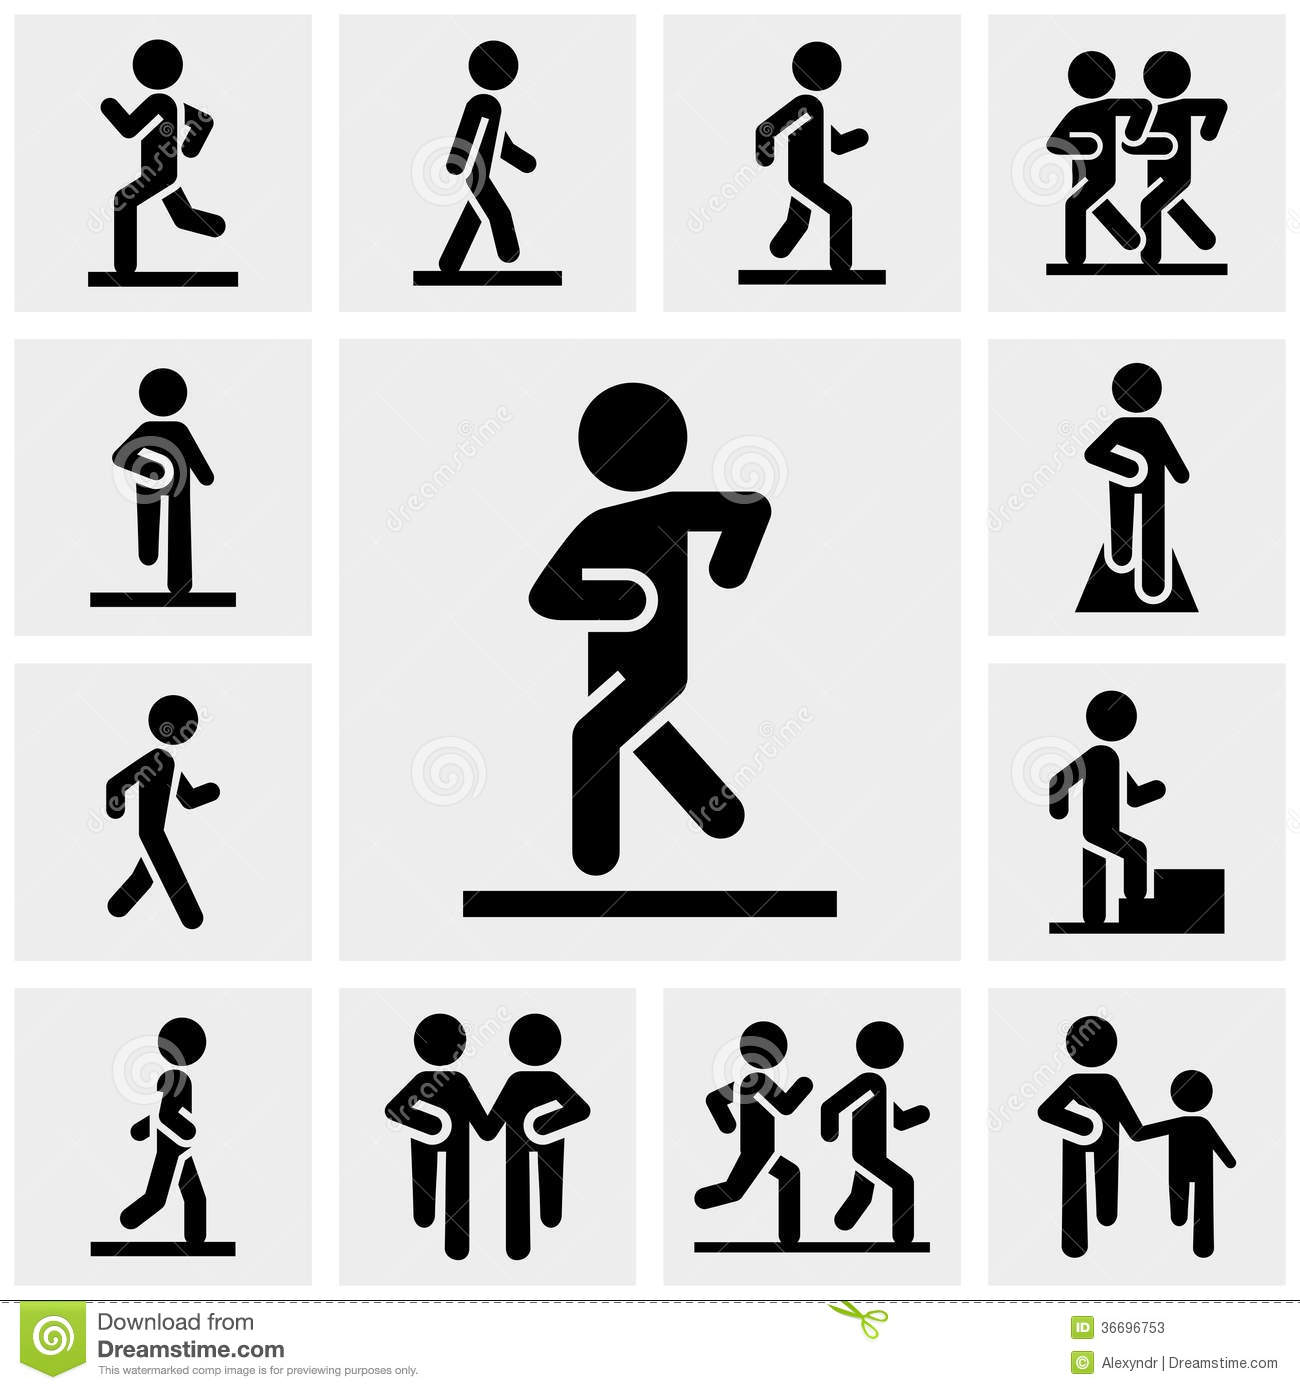 Download from
Dreamstime.com
This watermarked comp image is for previewing purposes only.
ID 36696753
© Alexyndr | Dreamstime.com